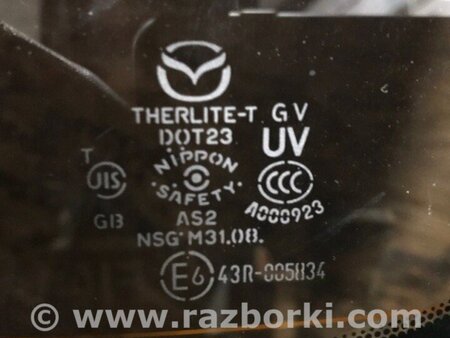 THERLITE-T GV
DOT23 UV
T JIS NIPPON SAFETY CCC
GB AS2 A000923
NSG M31.08.
E6 43R-005834
© www.razborki.com